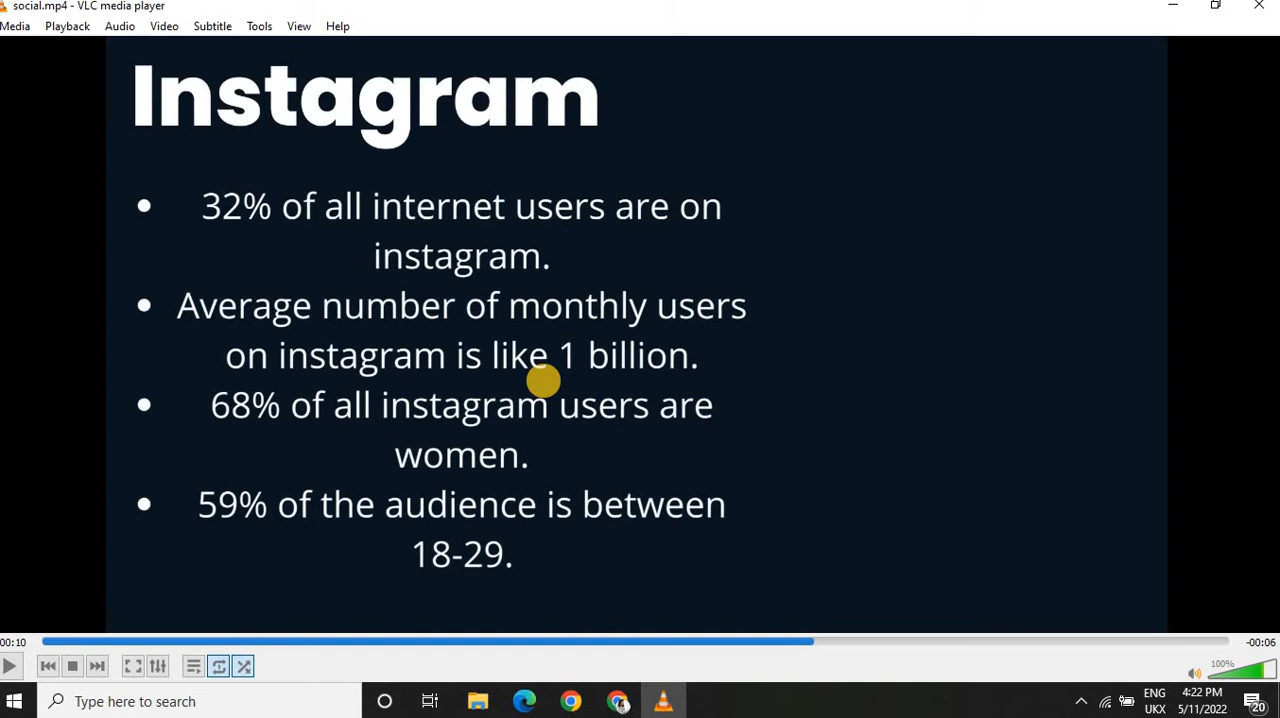 social.mp4 - VLC media player
Media Playback Audio Video Subtitle Tools View Help
Instagram
• 32% of all internet users are on
instagram.
• Average number of monthly users
on instagram is like 1 billion.
• 68% of all instagram users are
women.
• 59% of the audience is between
18-29.
00:10 -00:06
100%
Type here to search
ENG 4:22 PM
UKX 5/11/2022 20